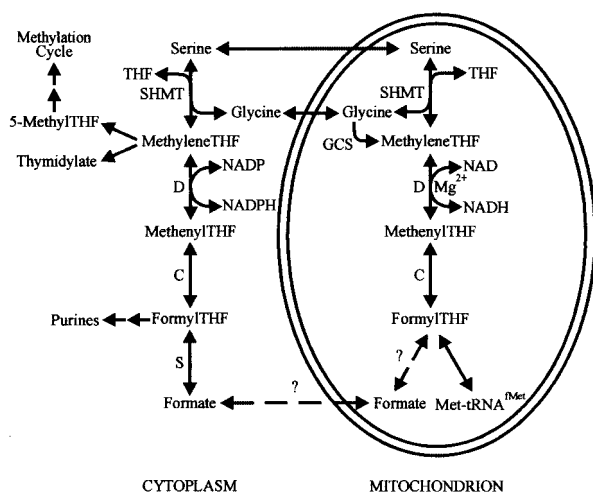 Methylation
Cycle
Serine
Serine
THF
SHMT
THF
SHMT
Glycine
Glycine
5-MethylTHF
MethyleneTHF
GCS
MethyleneTHF
Thymidylate
NADP
D
NADPH
NAD
D
Mg2+
NADH
MethenylTHF
MethenylTHF
C
C
Purines
FormylTHF
FormylTHF
S
?
?
Formate
Formate
Met-tRNAfMet
CYTOPLASM
MITOCHONDRION